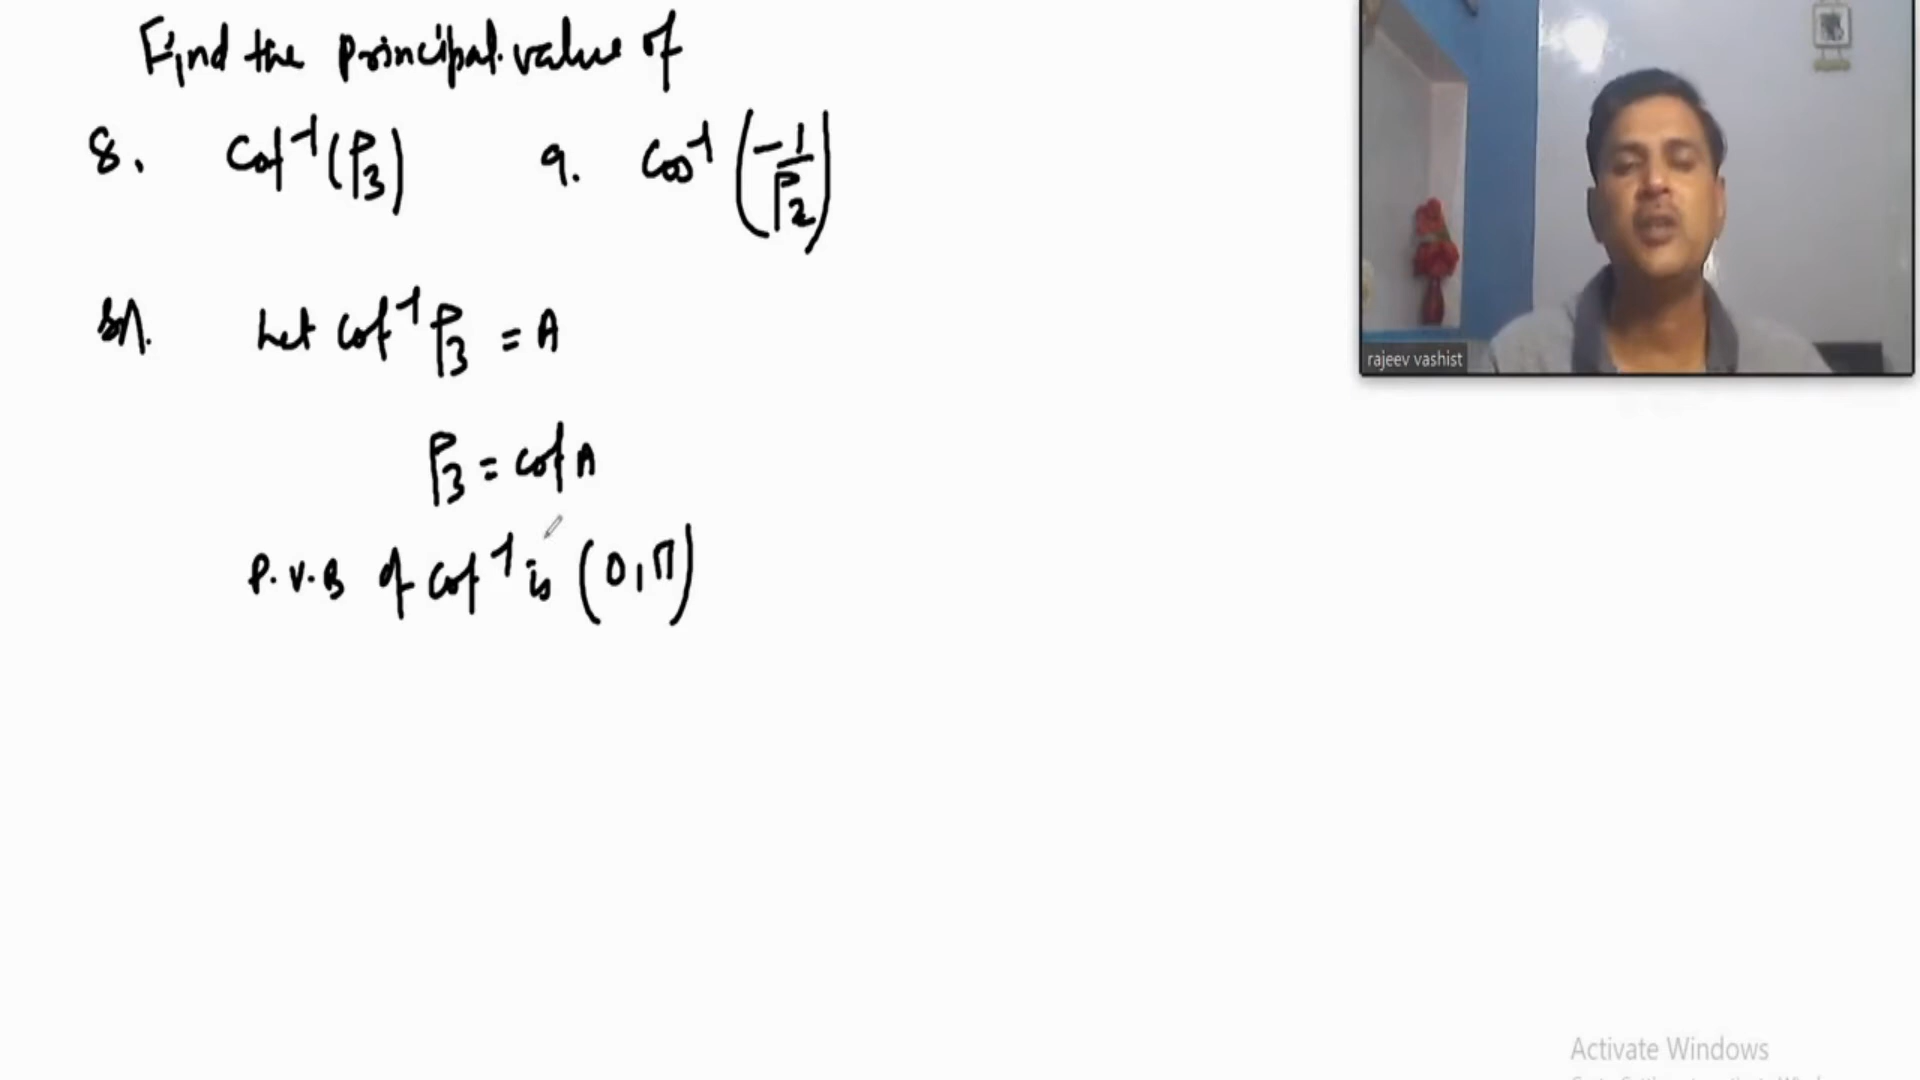 Find the principal value of
8. Cot⁻¹(√3) 9. Cos⁻¹(-1/√2)
Sol. Let Cot⁻¹√3 = A
√3 = cot A
P.V.B of Cot⁻¹ is (0, π)
rajeev vashist
Activate Windows